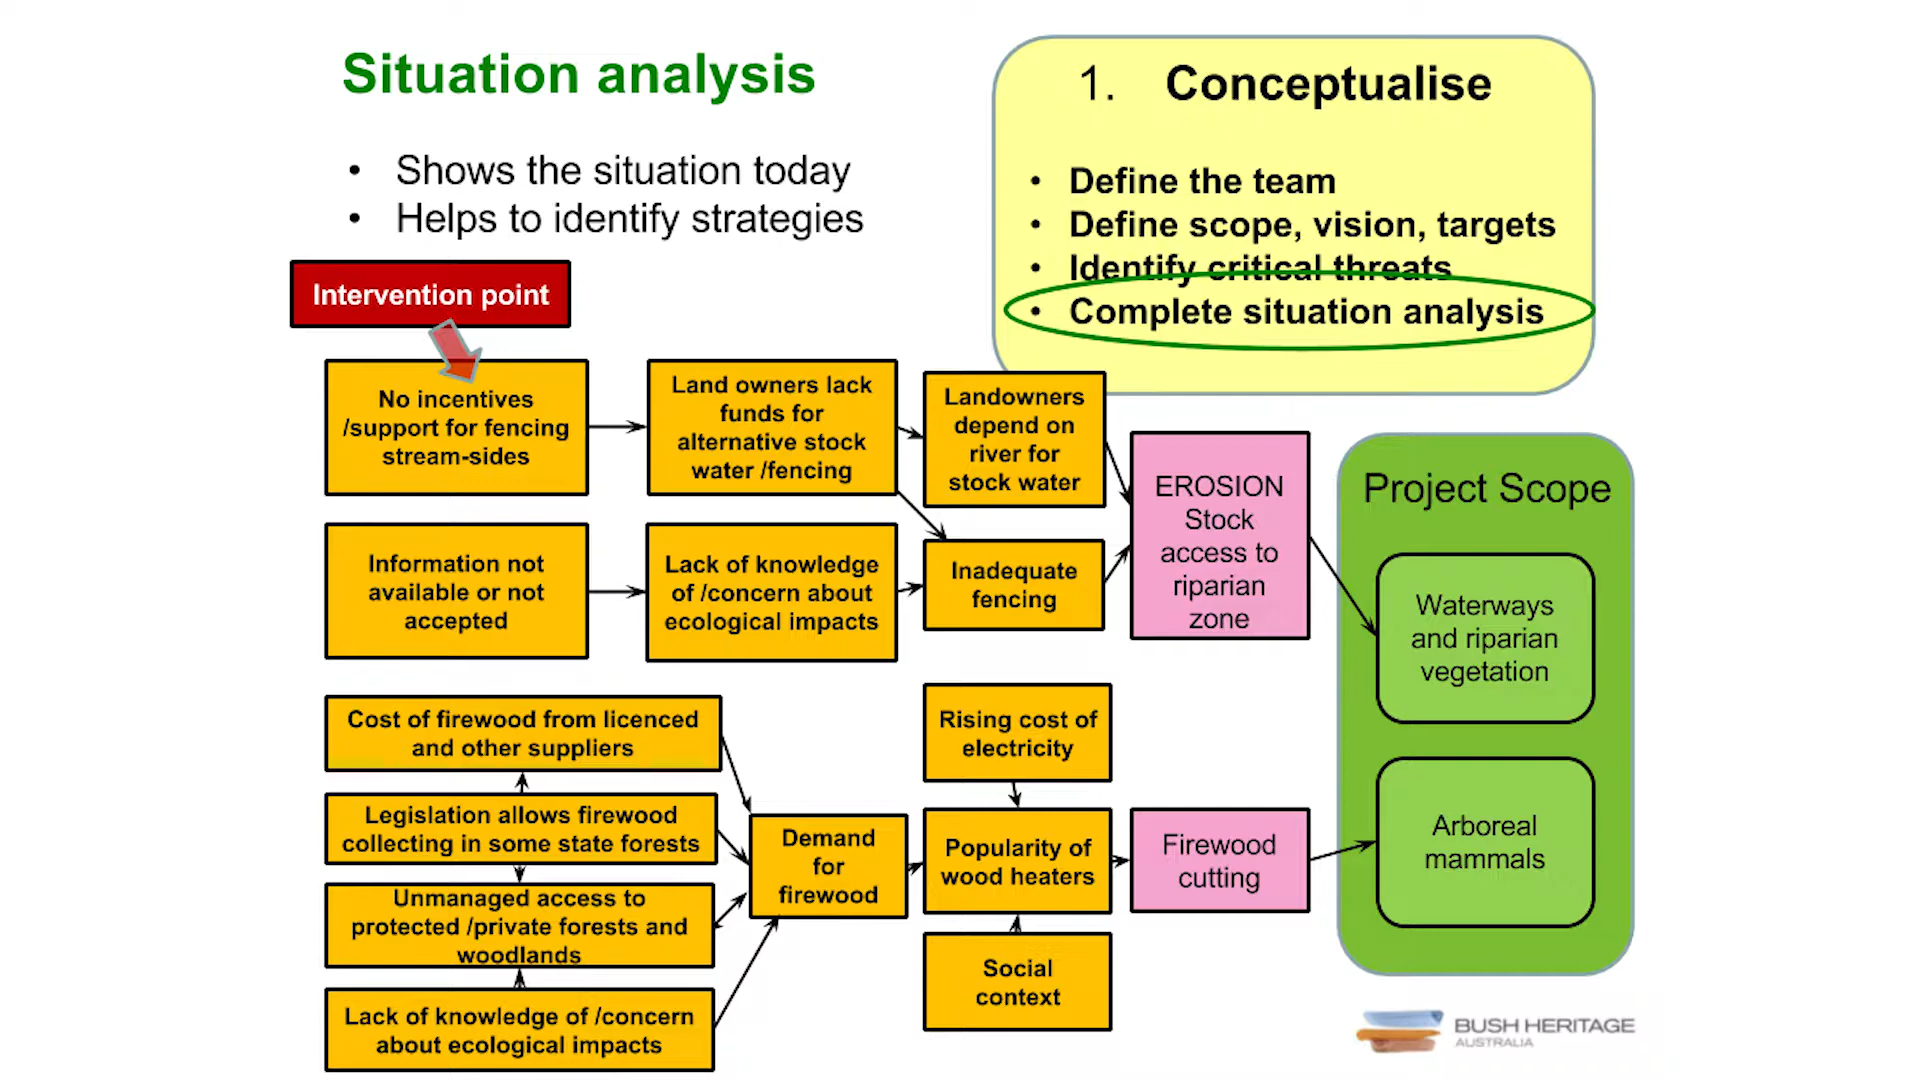 Situation analysis
• Shows the situation today
• Helps to identify strategies
1. Conceptualise
• Define the team
• Define scope, vision, targets
• Identify critical threats
• Complete situation analysis
Intervention point
No incentives
/support for fencing
stream-sides
Land owners lack
funds for
alternative stock
water /fencing
Landowners
depend on
river for
stock water
EROSION
Stock
access to
riparian
zone
Project Scope
Waterways
and riparian
vegetation
Information not
available or not
accepted
Lack of knowledge
of /concern about
ecological impacts
Inadequate
fencing
Cost of firewood from licenced
and other suppliers
Legislation allows firewood
collecting in some state forests
Unmanaged access to
protected /private forests and
woodlands
Lack of knowledge of /concern
about ecological impacts
Demand
for
firewood
Rising cost of
electricity
Popularity of
wood heaters
Social
context
Firewood
cutting
Arboreal
mammals
BUSH HERITAGE
AUSTRALIA